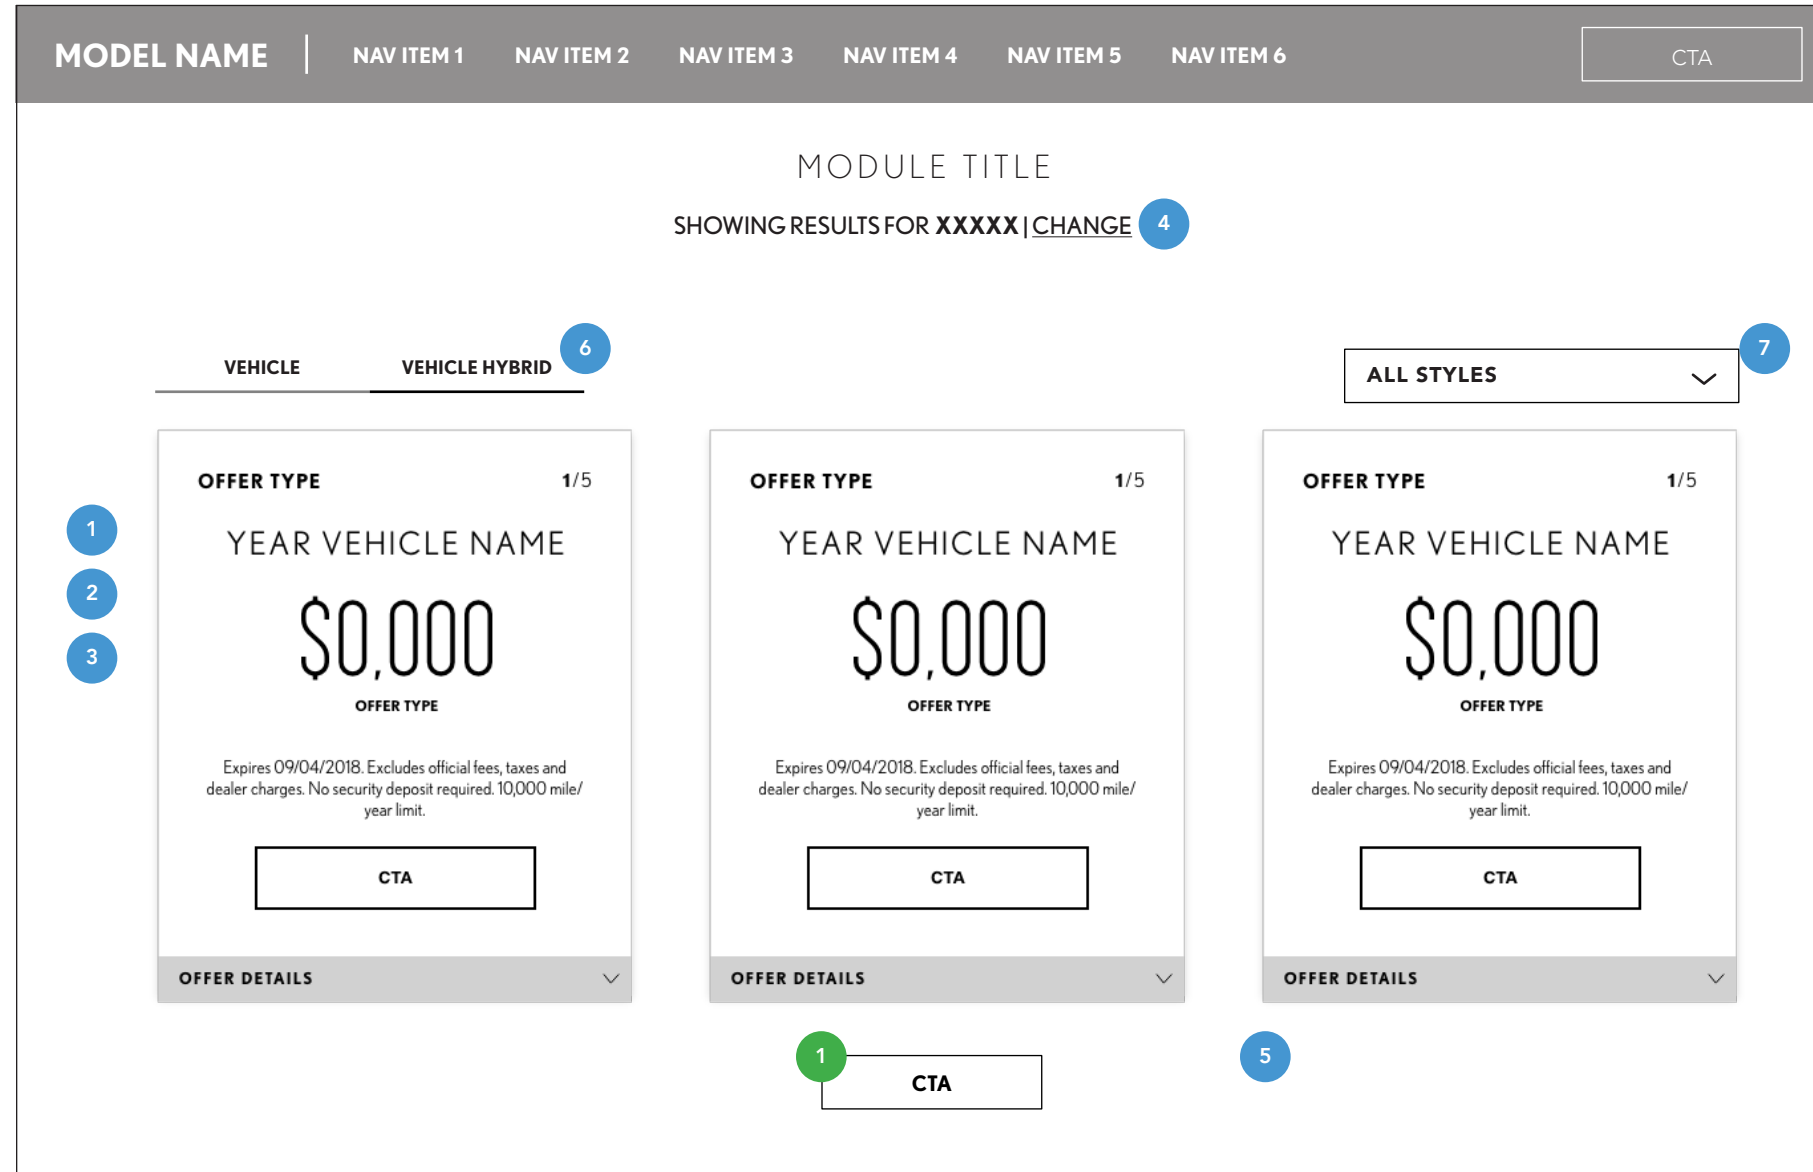 MODEL NAME | NAV ITEM 1 NAV ITEM 2 NAV ITEM 3 NAV ITEM 4 NAV ITEM 5 NAV ITEM 6 CTA
MODULE TITLE
SHOWING RESULTS FOR XXXXX | CHANGE 4
VEHICLE VEHICLE HYBRID 6
ALL STYLES 7
1
2
3
OFFER TYPE 1/5
YEAR VEHICLE NAME
$0,000
OFFER TYPE
Expires 09/04/2018. Excludes official fees, taxes and
dealer charges. No security deposit required. 10,000 mile/
year limit.
CTA
OFFER DETAILS
OFFER TYPE 1/5
YEAR VEHICLE NAME
$0,000
OFFER TYPE
Expires 09/04/2018. Excludes official fees, taxes and
dealer charges. No security deposit required. 10,000 mile/
year limit.
CTA
OFFER DETAILS
OFFER TYPE 1/5
YEAR VEHICLE NAME
$0,000
OFFER TYPE
Expires 09/04/2018. Excludes official fees, taxes and
dealer charges. No security deposit required. 10,000 mile/
year limit.
CTA
OFFER DETAILS
1
CTA
5